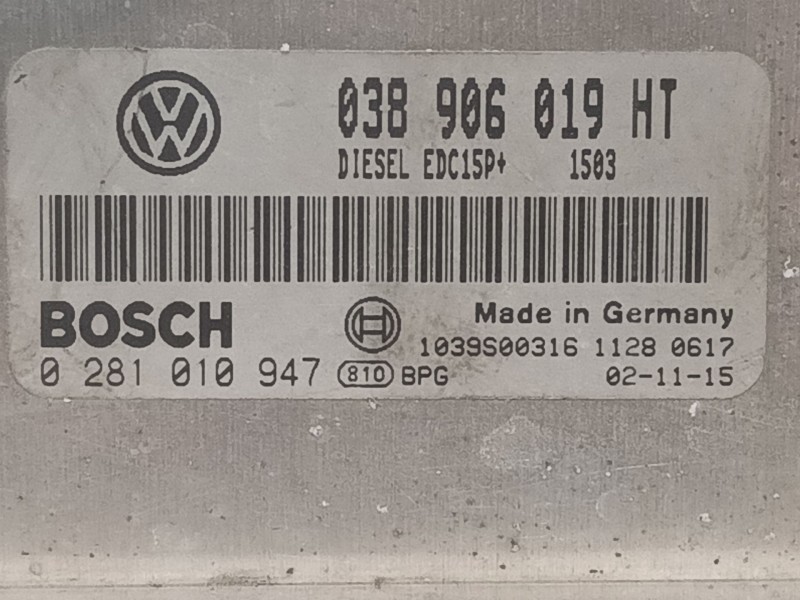 038 906 019 HT
DIESEL EDC15P+ 1503
BOSCH
Made in Germany
1039S00316 1128 0617
0 281 010 947 810 BPG 02-11-15